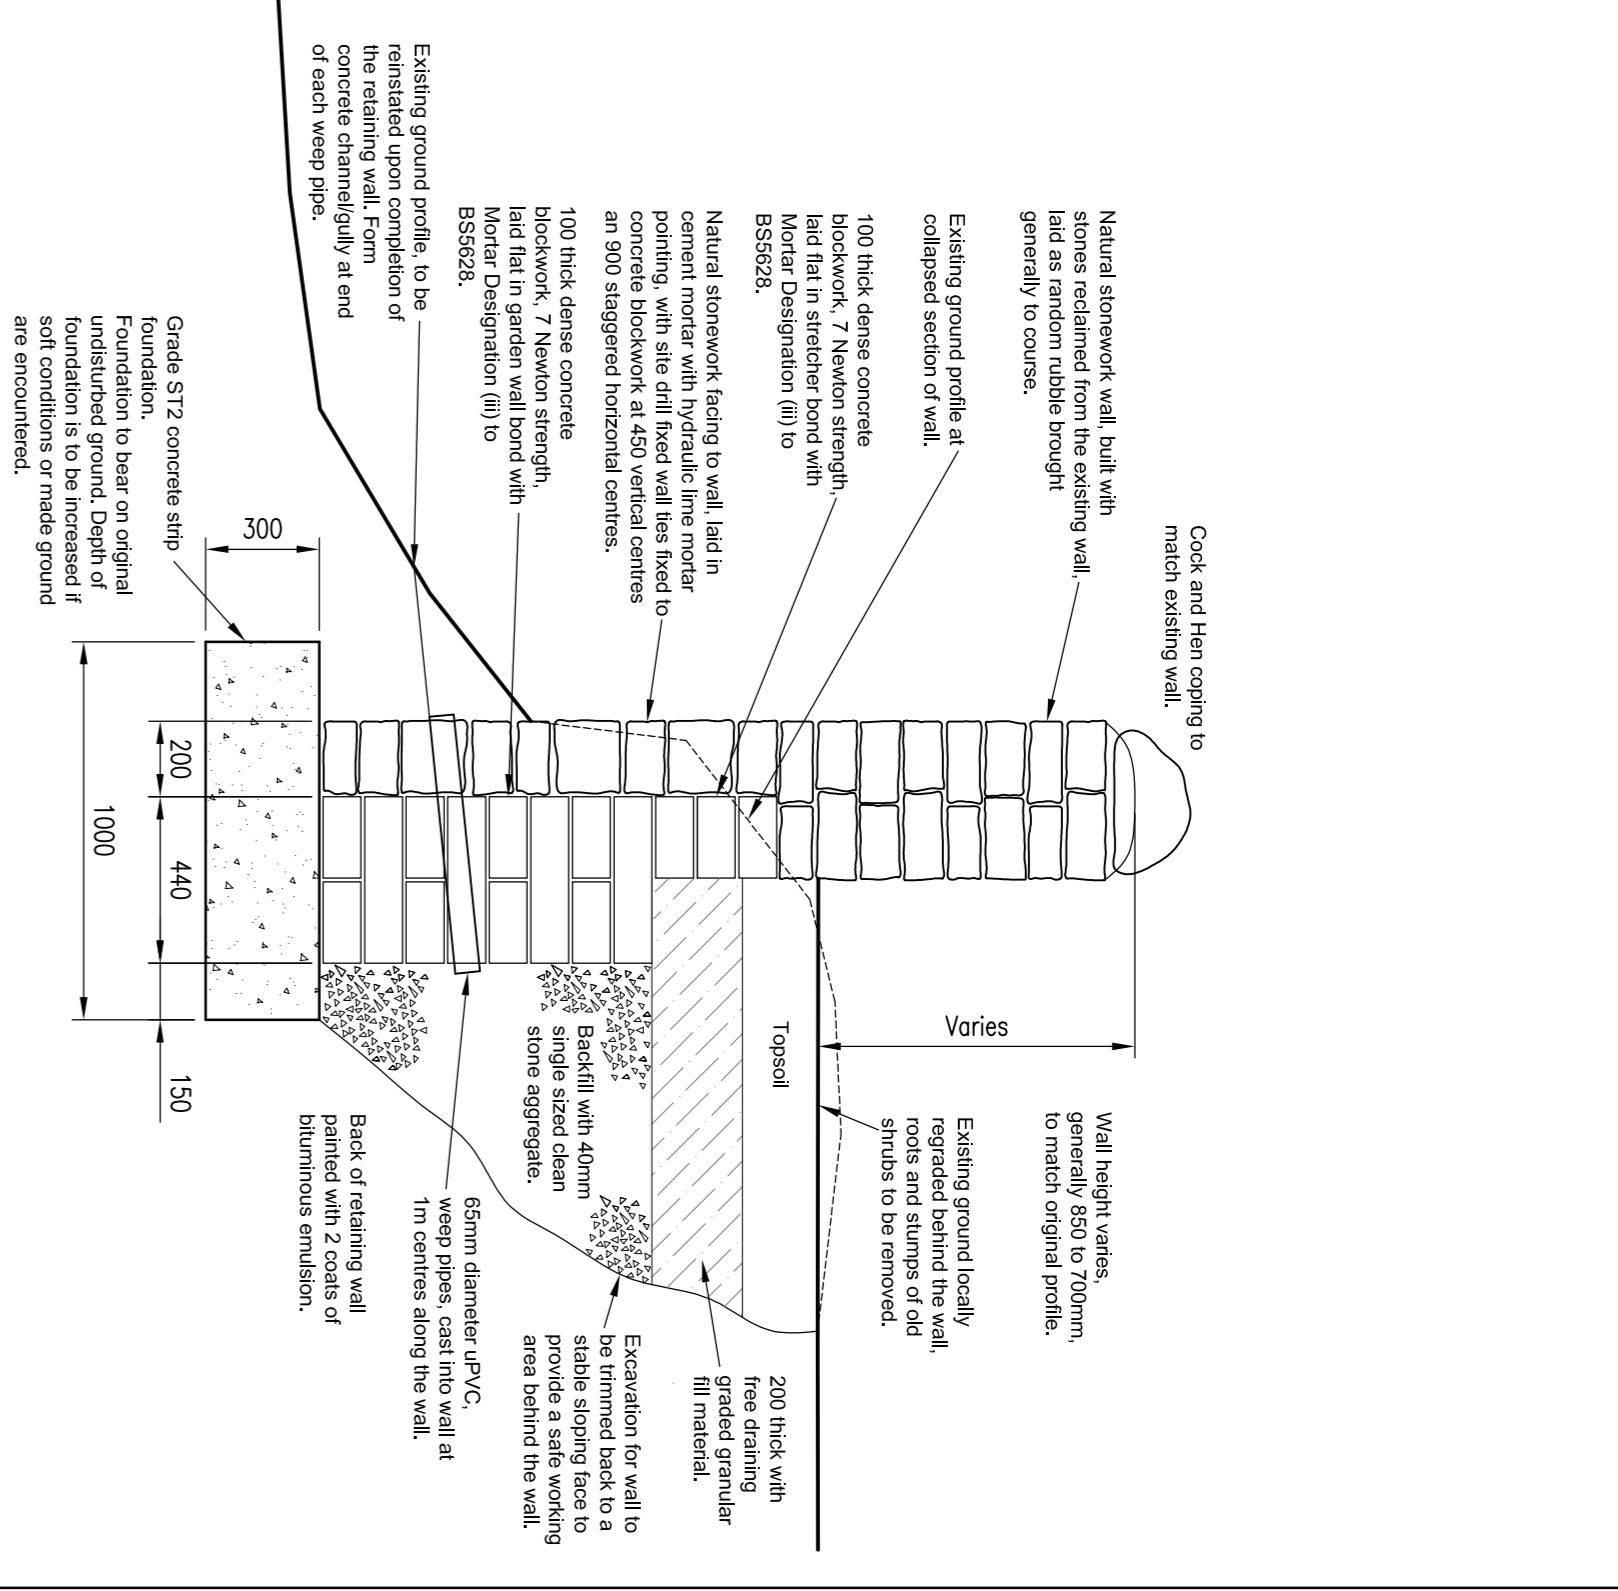 Cock and Hen coping to
match existing wall.
Natural stonework wall, built with
stones reclaimed from the existing wall,
laid as random rubble brought
generally to course.
Existing ground profile at
collapsed section of wall.
100 thick dense concrete
blockwork, 7 Newton strength,
laid flat in stretcher bond with
Mortar Designation (iii) to
BS5628.
Natural stonework facing to wall, laid in
cement mortar with hydraulic lime mortar
pointing, with site drill fixed wall ties fixed to
concrete blockwork at 450 vertical centres
an 900 staggered horizontal centres.
100 thick dense concrete
blockwork, 7 Newton strength,
laid flat in garden wall bond with
Mortar Designation (iii) to
BS5628.
Existing ground profile, to be
reinstated upon completion of
the retaining wall. Form
concrete channel/gully at end
of each weep pipe.
Grade ST2 concrete strip
foundation.
Foundation to bear on original
undisturbed ground. Depth of
foundation is to be increased if
soft conditions or made ground
are encountered.
300
200
440
150
1000
Varies
Wall height varies,
generally 850 to 700mm,
to match original profile.
Existing ground locally
regraded behind the wall,
roots and stumps of old
shrubs to be removed.
Topsoil
200 thick with
free draining
graded granular
fill material.
Backfill with 40mm
single sized clean
stone aggregate.
Excavation for wall to
be trimmed back to a
stable sloping face to
provide a safe working
area behind the wall.
65mm diameter uPVC,
weep pipes, cast into wall at
1m centres along the wall.
Back of retaining wall
painted with 2 coats of
bituminous emulsion.